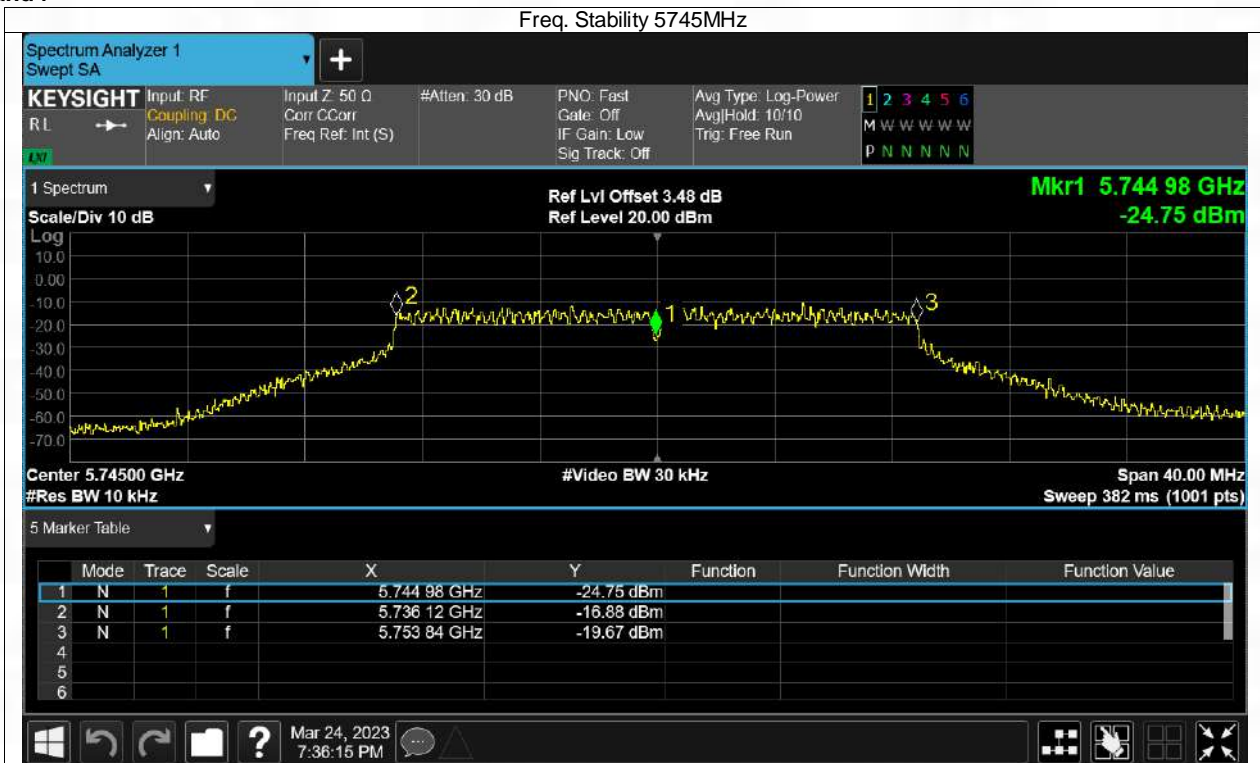 Freq. Stability 5745MHz
Spectrum Analyzer 1
Swept SA
+
KEYSIGHT
RL
LXI
Input: RF
Coupling: DC
Align: Auto
Input Z: 50 Ω
Corr CCorr
Freq Ref: Int (S)
#Atten: 30 dB
PNO: Fast
Gate: Off
IF Gain: Low
Sig Track: Off
Avg Type: Log-Power
Avg|Hold: 10/10
Trig: Free Run
1 2 3 4 5 6
M W W W W W
P N N N N N
1 Spectrum
Scale/Div 10 dB
Ref Lvl Offset 3.48 dB
Ref Level 20.00 dBm
Mkr1 5.744 98 GHz
-24.75 dBm
Log
10.0
0.00
-10.0
-20.0
-30.0
-40.0
-50.0
-60.0
-70.0
2
1
3
Center 5.74500 GHz
#Res BW 10 kHz
#Video BW 30 kHz
Span 40.00 MHz
Sweep 382 ms (1001 pts)
5 Marker Table
Mode Trace Scale X Y Function Function Width Function Value
1 N 1 f 5.744 98 GHz -24.75 dBm
2 N 1 f 5.736 12 GHz -16.88 dBm
3 N 1 f 5.753 84 GHz -19.67 dBm
4
5
6
?
Mar 24, 2023
7:36:15 PM